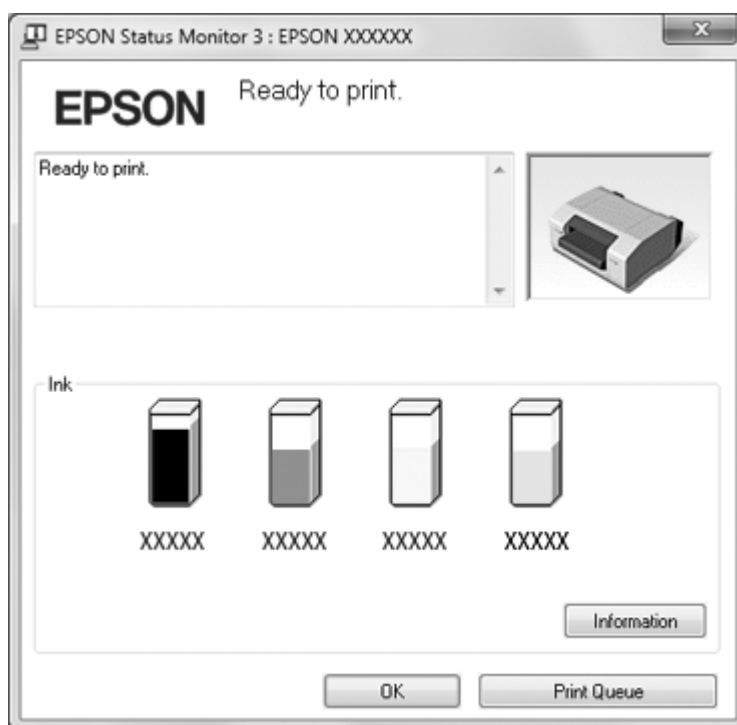 EPSON Status Monitor 3 : EPSON XXXXXX
EPSON
Ready to print.
Ready to print.
Ink
XXXXX XXXXX XXXXX XXXXX
Information
OK Print Queue